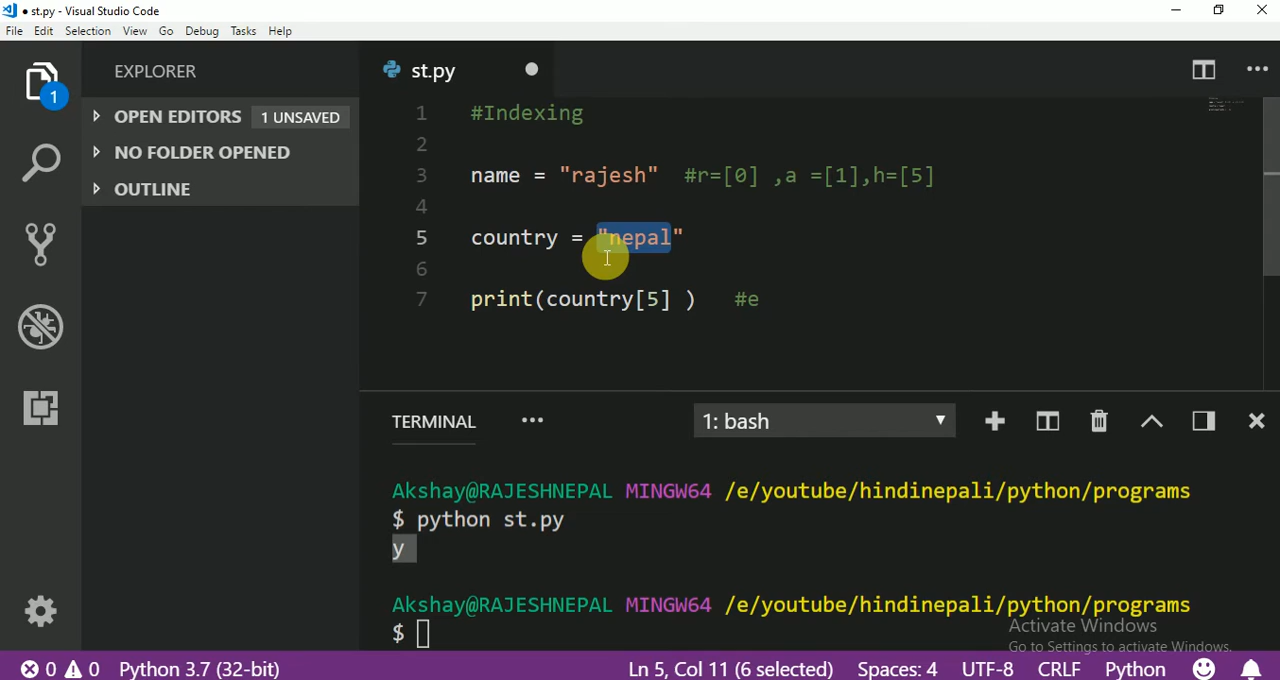 ● st.py - Visual Studio Code
File Edit Selection View Go Debug Tasks Help
EXPLORER
1
OPEN EDITORS 1 UNSAVED
NO FOLDER OPENED
OUTLINE
st.py
1 #Indexing
2
3 name = "rajesh" #r=[0] ,a =[1],h=[5]
4
5 country = "nepal"
6
7 print(country[5] ) #e
TERMINAL ••• 1: bash
Akshay@RAJESHNEPAL MINGW64 /e/youtube/hindinepali/python/programs
$ python st.py
y
Akshay@RAJESHNEPAL MINGW64 /e/youtube/hindinepali/python/programs
$
Activate Windows
Go to Settings to activate Windows.
0 0 Python 3.7 (32-bit) Ln 5, Col 11 (6 selected) Spaces: 4 UTF-8 CRLF Python